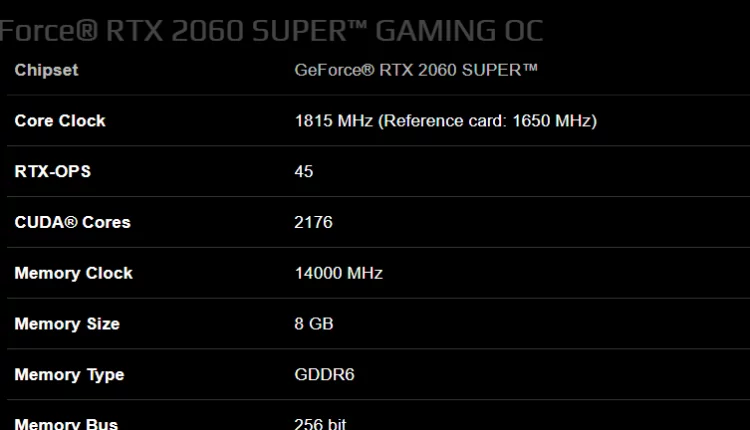 Force® RTX 2060 SUPER™ GAMING OC
Chipset GeForce® RTX 2060 SUPER™
Core Clock 1815 MHz (Reference card: 1650 MHz)
RTX-OPS 45
CUDA® Cores 2176
Memory Clock 14000 MHz
Memory Size 8 GB
Memory Type GDDR6
Memory Bus 256 bit